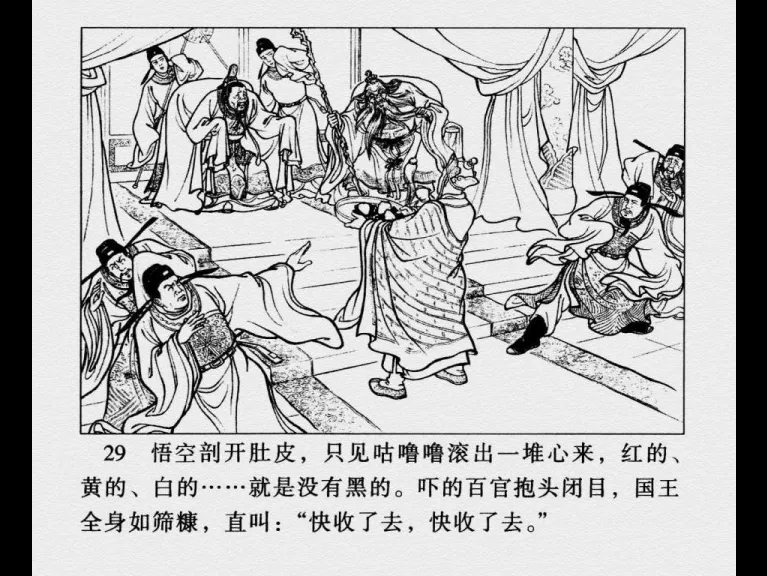 29 悟空剖开肚皮，只见咕噜噜滚出一堆心来，红的、
黄的、白的……就是没有黑的。吓的百官抱头闭目，国王
全身如筛糠，直叫：“快收了去，快收了去。”